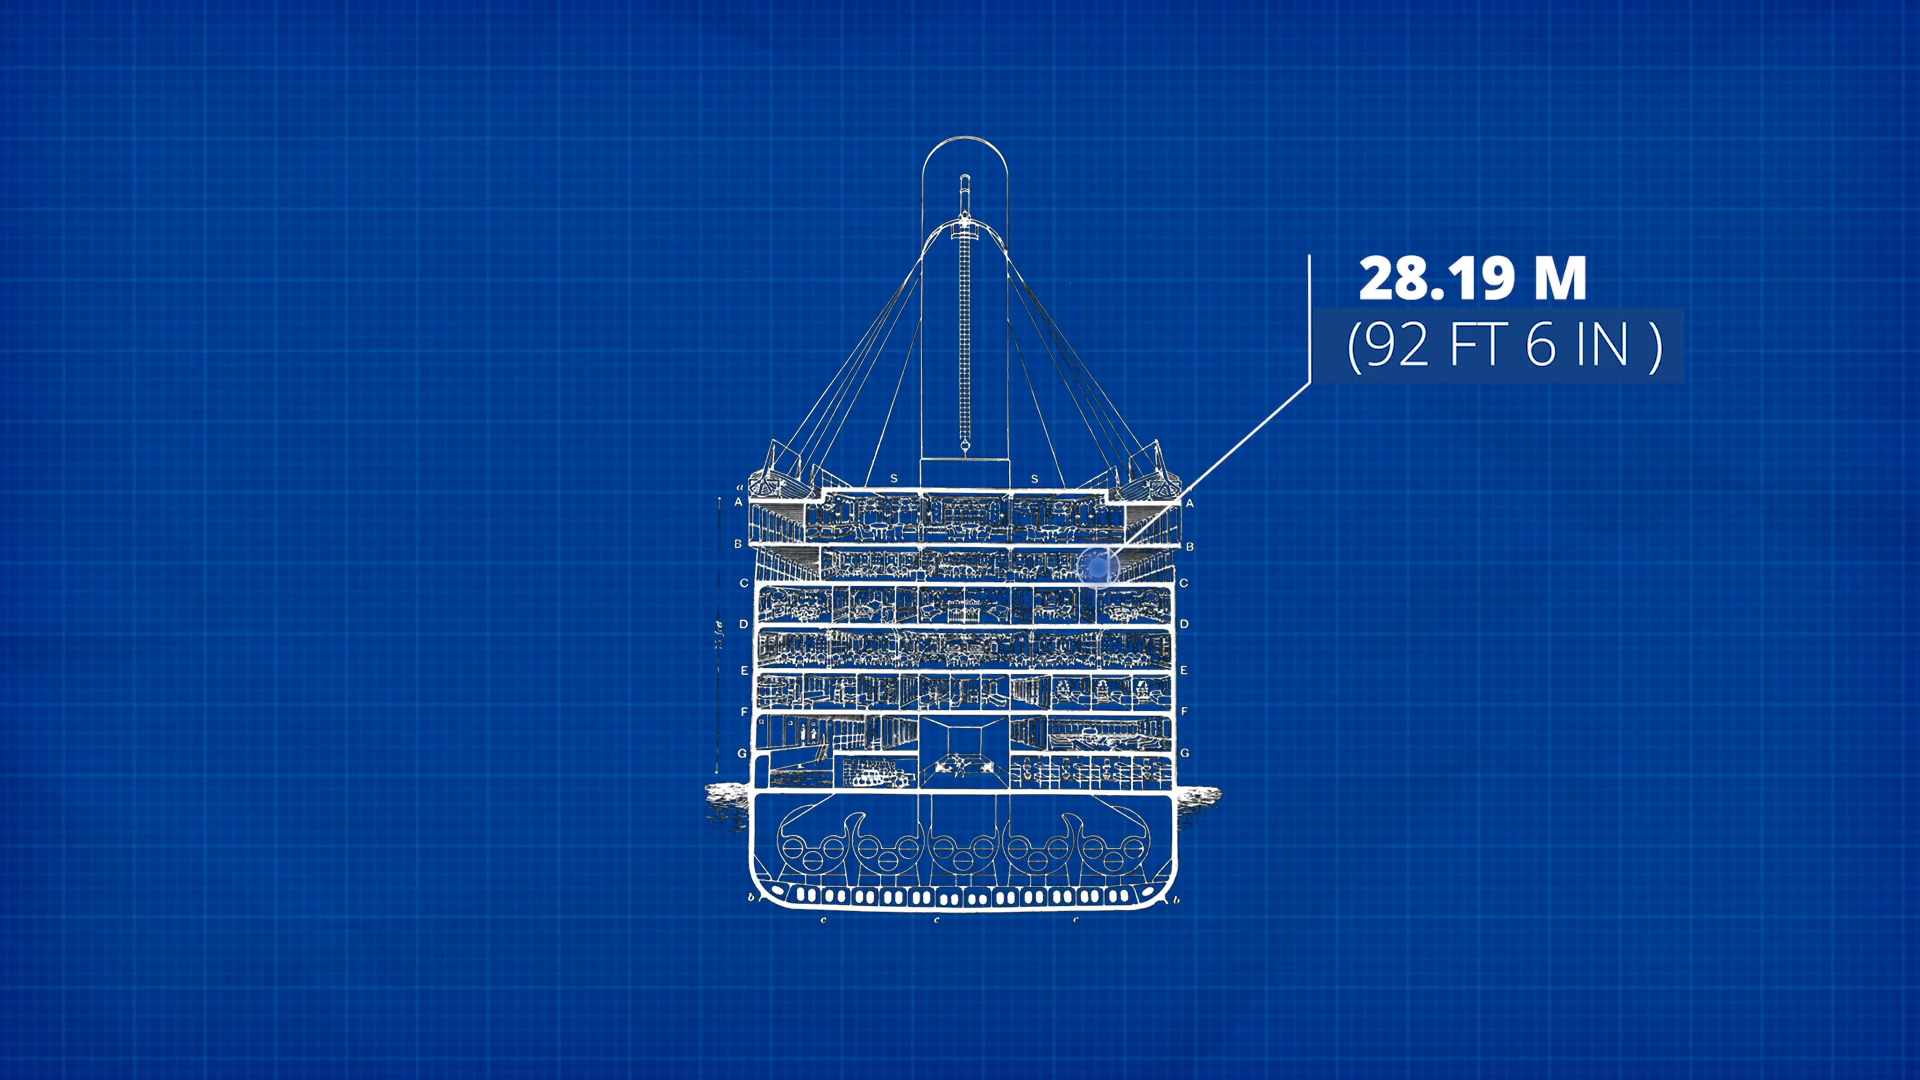 28.19 M
(92 FT 6 IN )
S S
a
A A
B B
C C
D D
E E
F F
G G
b b
c c c